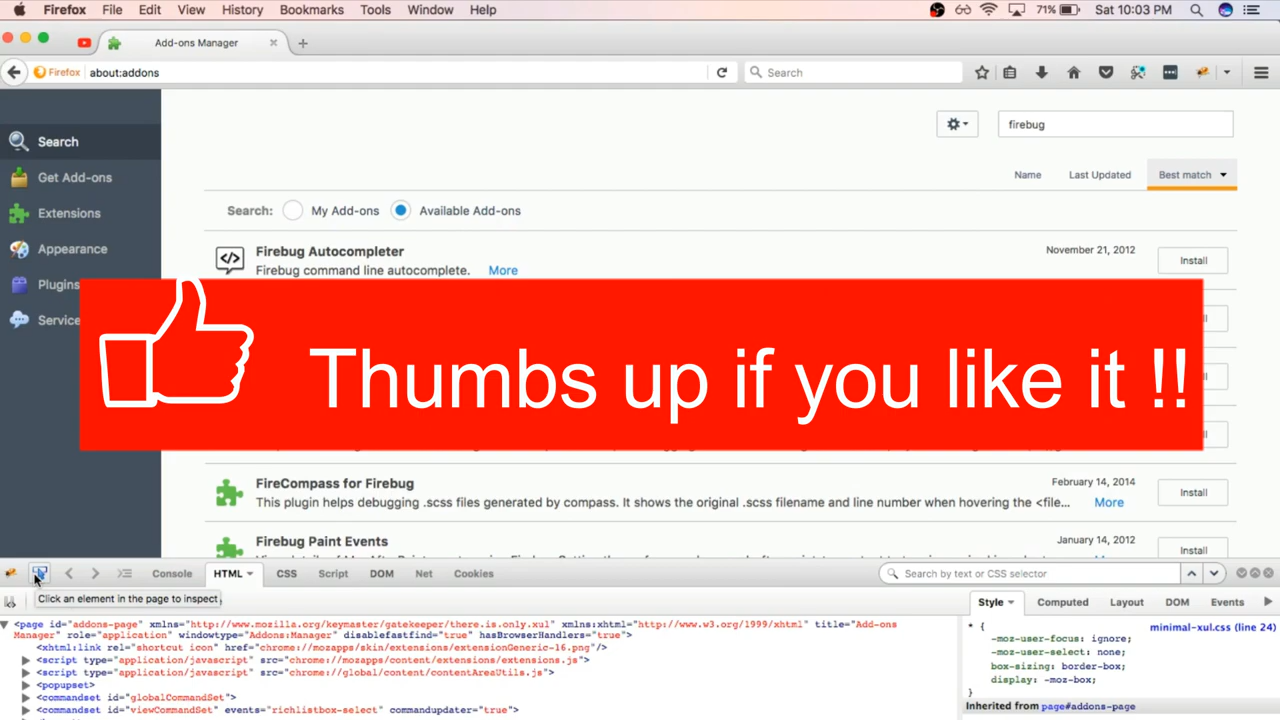 Firefox File Edit View History Bookmarks Tools Window Help 71% Sat 10:03 PM
Add-ons Manager
Firefox about:addons Search
Search firebug
Get Add-ons Name Last Updated Best match
Extensions Search: My Add-ons Available Add-ons
Appearance Firebug Autocompleter November 21, 2012 Install
Firebug command line autocomplete. More
Plugins
Service
Thumbs up if you like it !!
FireCompass for Firebug February 14, 2014 Install
This plugin helps debugging .scss files generated by compass. It shows the original .scss filename and line number when hovering the <file... More
Firebug Paint Events January 14, 2012 Install
Console HTML CSS Script DOM Net Cookies Search by text or CSS selector
Click an element in the page to inspect
Style Computed Layout DOM Events
<page id="addons-page" xmlns="http://www.mozilla.org/keymaster/gatekeeper/there.is.only.xul" xmlns:xhtml="http://www.w3.org/1999/xhtml" title="Add-ons
Manager" role="application" windowtype="Addons:Manager" disablefastfind="true" hasBrowserHandlers="true">
<xhtml:link rel="shortcut icon" href="chrome://mozapps/skin/extensions/extensionGeneric-16.png"/>
<script type="application/javascript" src="chrome://mozapps/content/extensions/extensions.js">
<script type="application/javascript" src="chrome://global/content/contentAreaUtils.js">
<popupset>
<commandset id="globalCommandSet">
<commandset id="viewCommandSet" events="richlistbox-select" commandupdater="true">
* { minimal-xul.css (line 24)
-moz-user-focus: ignore;
-moz-user-select: none;
box-sizing: border-box;
display: -moz-box;
}
Inherited from page#addons-page